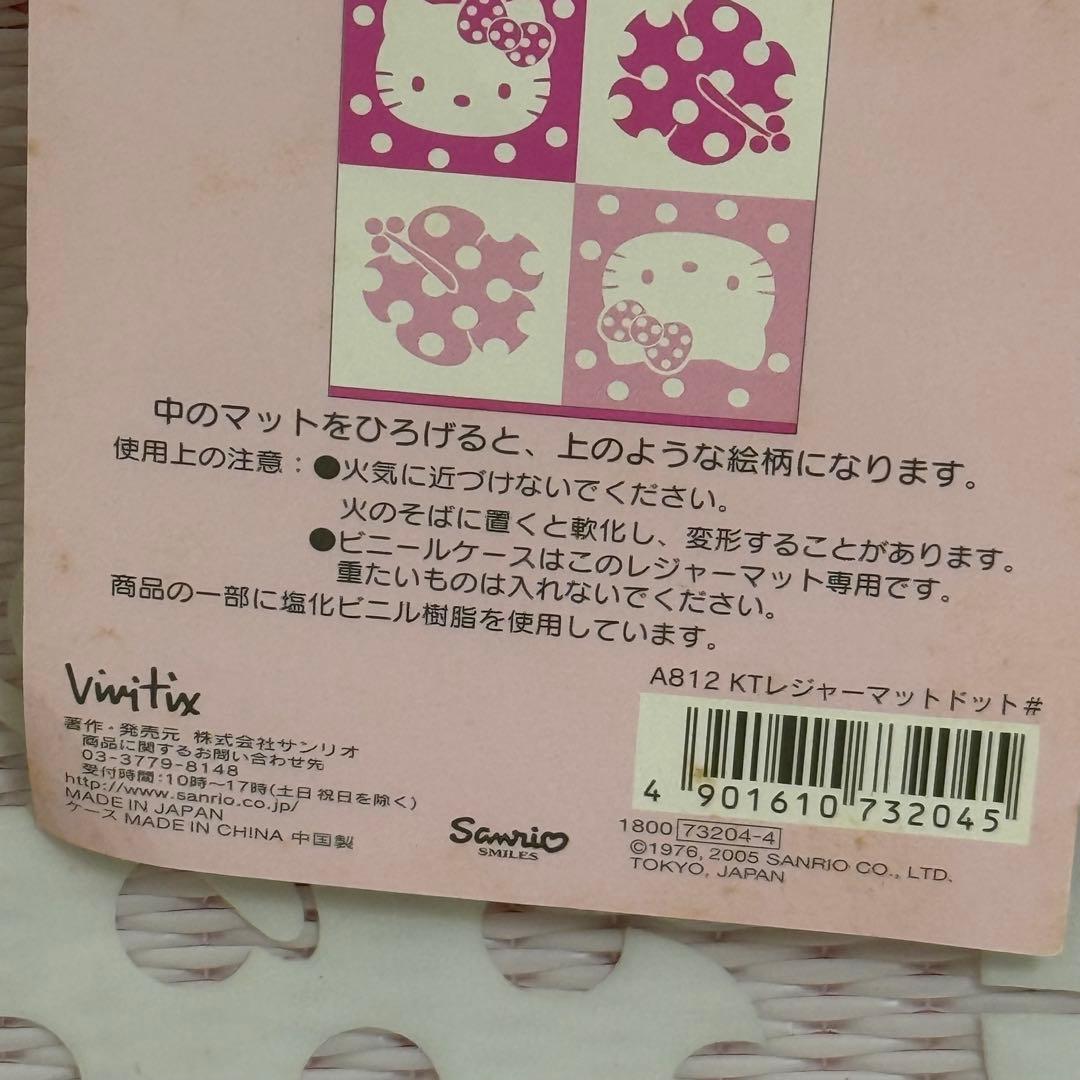 中のマットをひろげると、上のような絵柄になります。
使用上の注意：●火気に近づけないでください。
火のそばに置くと軟化し、変形することがあります。
●ビニールケースはこのレジャーマット専用です。
重たいものは入れないでください。
商品の一部に塩化ビニル樹脂を使用しています。
Vivitix
著作・発売元 株式会社サンリオ
商品に関するお問い合わせ先
03-3779-8148
受付時間:10時～17時(土日祝日を除く)
http://www.sanrio.co.jp/
MADE IN JAPAN
ケース MADE IN CHINA 中国製
Sanrio
SMILES
A812 KTレジャーマットドット#
4 901610 732045
1800 73204-4
©1976, 2005 SANRIO CO., LTD.
TOKYO, JAPAN